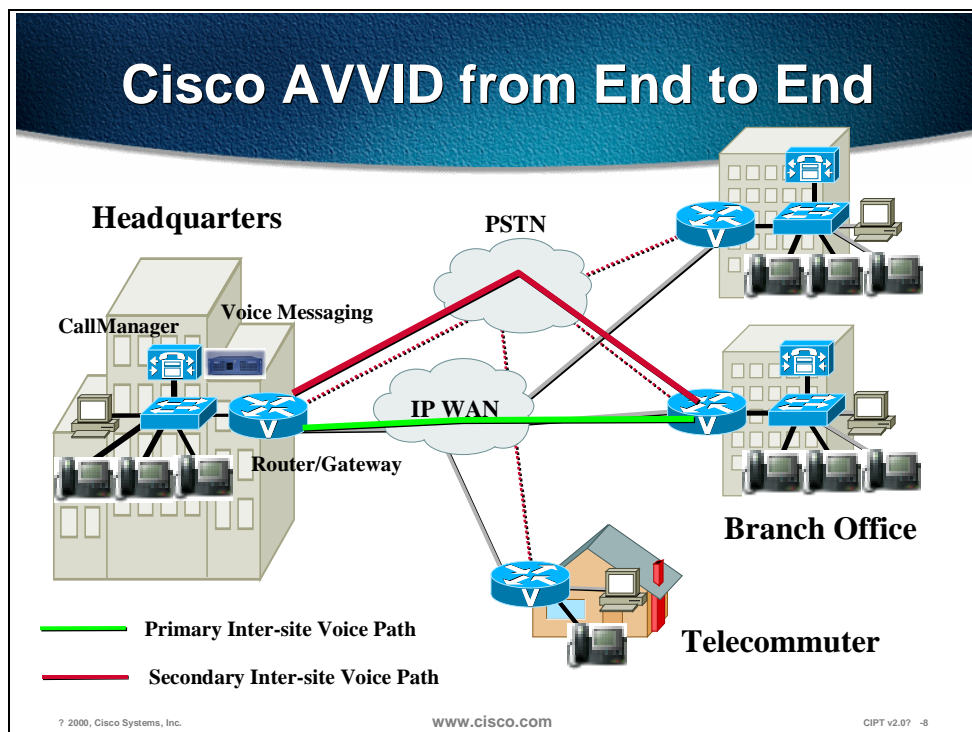 Cisco AVVID from End to End
Headquarters
PSTN
CallManager
Voice Messaging
IP WAN
V
V
V
V
Router/Gateway
Branch Office
Telecommuter
Primary Inter-site Voice Path
Secondary Inter-site Voice Path
? 2000, Cisco Systems, Inc.
www.cisco.com
CIPT v2.0? -8